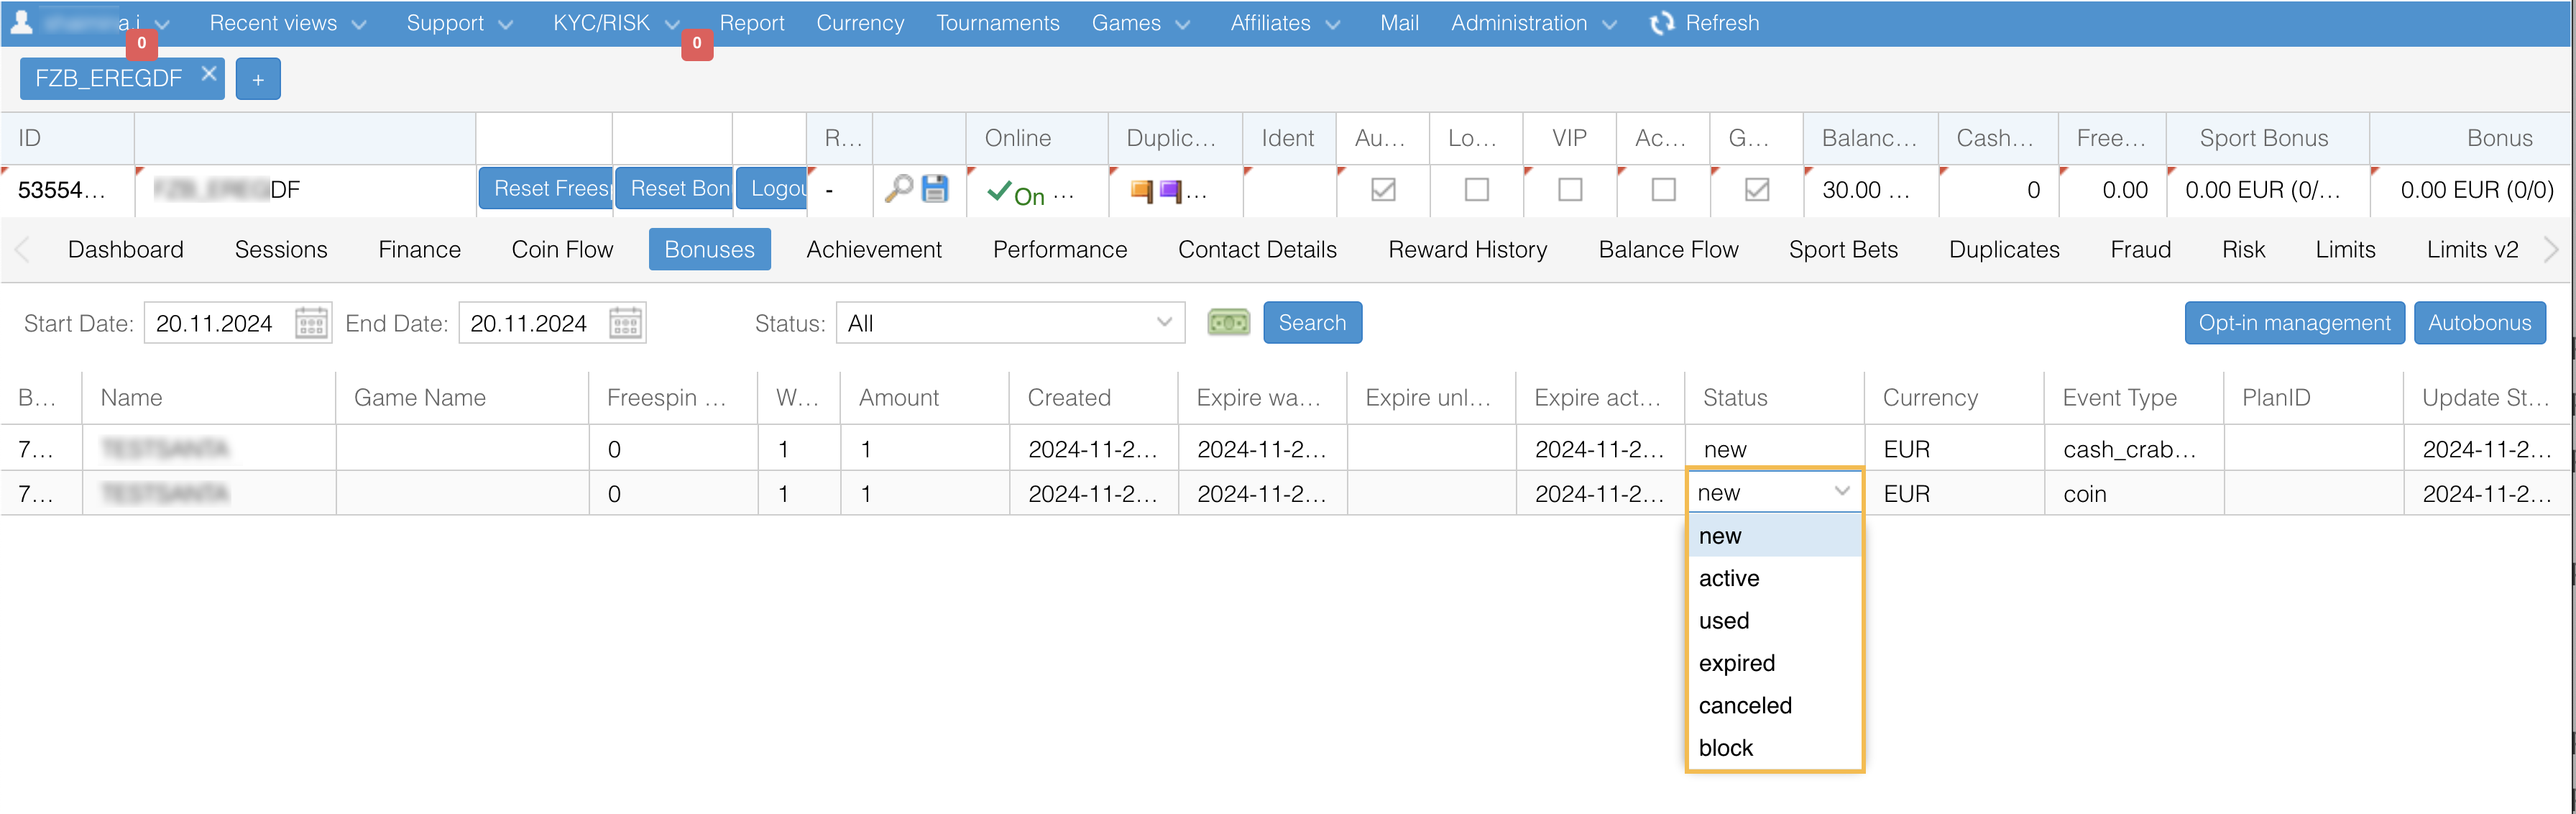 a j Recent views Support KYC/RISK Report Currency Tournaments Games Affiliates Mail Administration Refresh
0 0
FZB_EREGDF +
ID R... Online Duplic... Ident Au... Lo... VIP Ac... G... Balanc... Cash... Free... Sport Bonus Bonus
53554... DF Reset Frees Reset Bon Logou - On ... ... 30.00 ... 0 0.00 0.00 EUR (0/... 0.00 EUR (0/0)
Dashboard Sessions Finance Coin Flow Bonuses Achievement Performance Contact Details Reward History Balance Flow Sport Bets Duplicates Fraud Risk Limits Limits v2
Start Date: 20.11.2024 End Date: 20.11.2024 Status: All Search Opt-in management Autobonus
B... Name Game Name Freespin ... W... Amount Created Expire wa... Expire unl... Expire act... Status Currency Event Type PlanID Update St...
7... TESTSANTA 0 1 1 2024-11-2... 2024-11-2... 2024-11-2... new EUR cash_crab... 2024-11-2...
7... TESTSANTA 0 1 1 2024-11-2... 2024-11-2... 2024-11-2... new EUR coin 2024-11-2...
new
active
used
expired
canceled
block